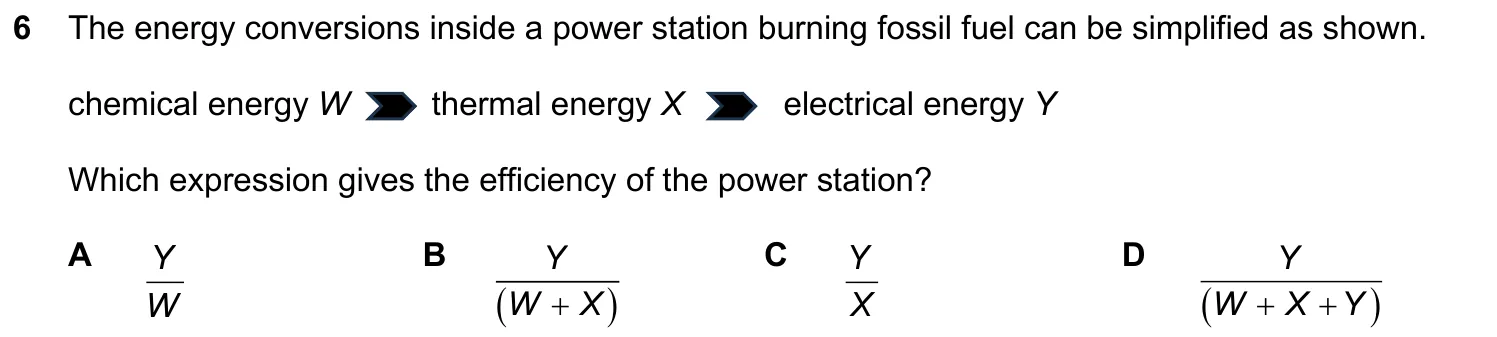 6 The energy conversions inside a power station burning fossil fuel can be simplified as shown.
chemical energy W thermal energy X electrical energy Y
Which expression gives the efficiency of the power station?
A Y/W B Y/(W + X) C Y/X D Y/(W + X + Y)